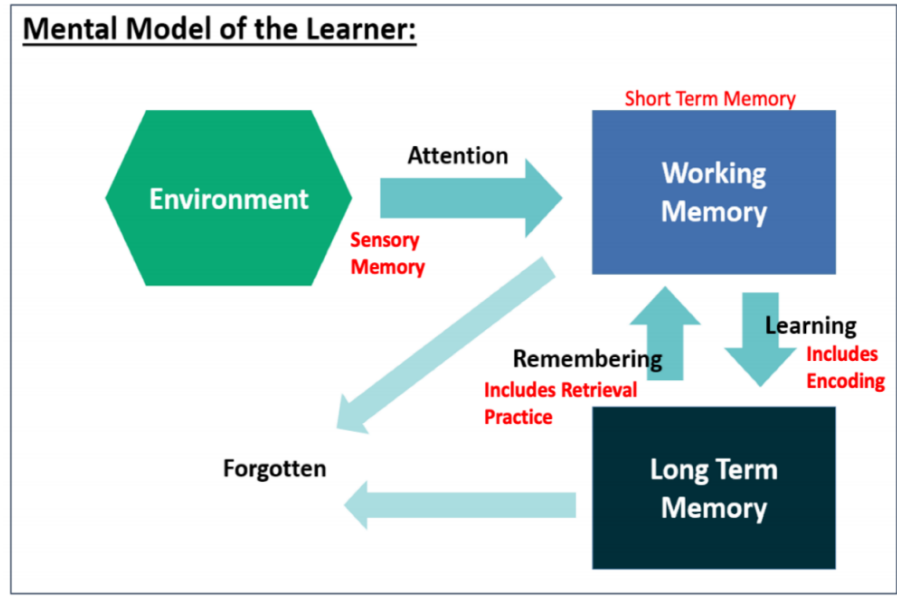 Mental Model of the Learner:
Short Term Memory
Environment
Attention
Sensory
Memory
Working
Memory
Remembering
Includes Retrieval
Practice
Learning
Includes
Encoding
Forgotten
Long Term
Memory